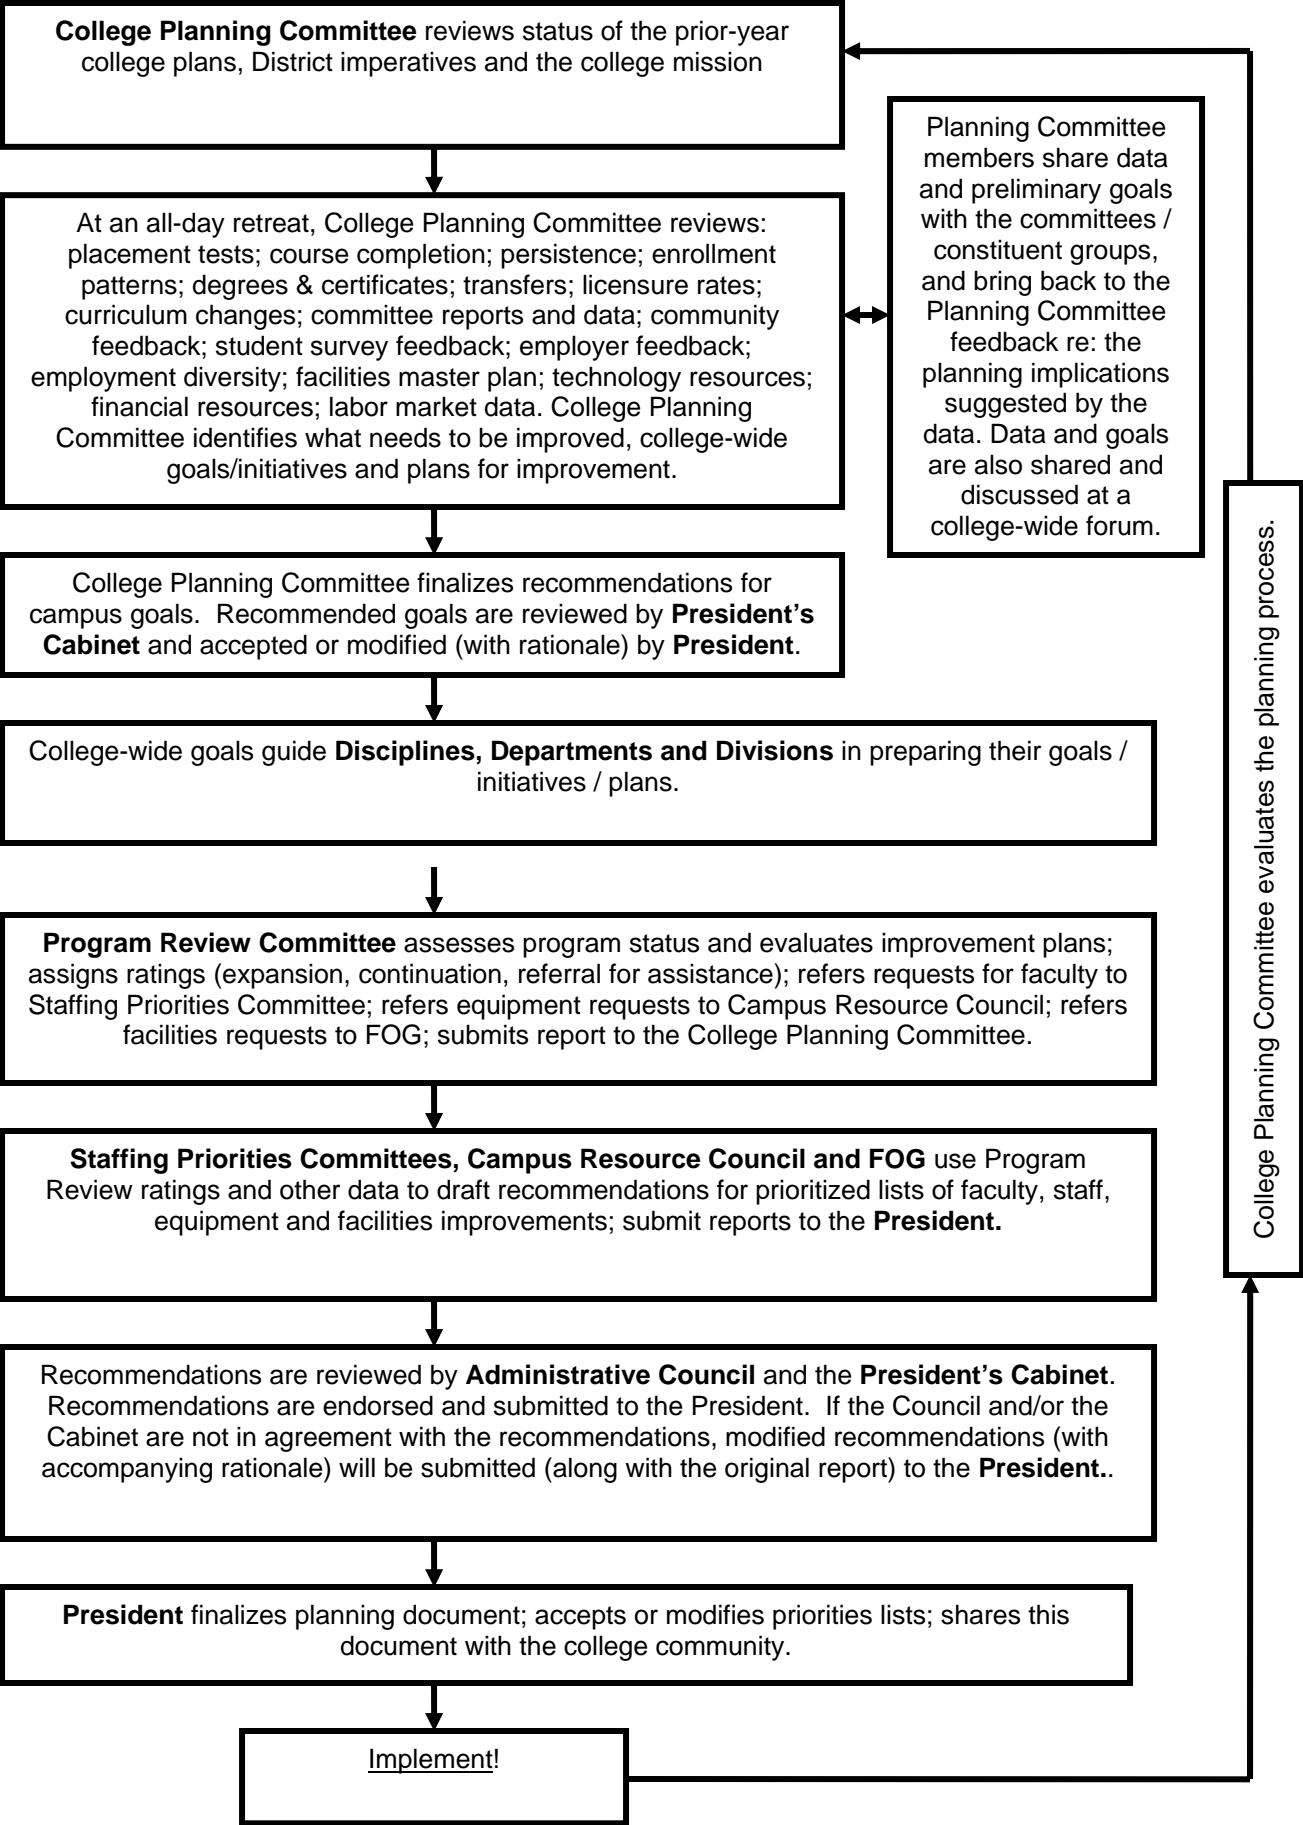 College Planning Committee reviews status of the prior-year
college plans, District imperatives and the college mission
Planning Committee
members share data
and preliminary goals
with the committees /
constituent groups,
and bring back to the
Planning Committee
feedback re: the
planning implications
suggested by the
data. Data and goals
are also shared and
discussed at a
college-wide forum.
At an all-day retreat, College Planning Committee reviews:
placement tests; course completion; persistence; enrollment
patterns; degrees & certificates; transfers; licensure rates;
curriculum changes; committee reports and data; community
feedback; student survey feedback; employer feedback;
employment diversity; facilities master plan; technology resources;
financial resources; labor market data. College Planning
Committee identifies what needs to be improved, college-wide
goals/initiatives and plans for improvement.
College Planning Committee finalizes recommendations for
campus goals.  Recommended goals are reviewed by President’s
Cabinet and accepted or modified (with rationale) by President.
College-wide goals guide Disciplines, Departments and Divisions in preparing their goals /
initiatives / plans.
Program Review Committee assesses program status and evaluates improvement plans;
assigns ratings (expansion, continuation, referral for assistance); refers requests for faculty to
Staffing Priorities Committee; refers equipment requests to Campus Resource Council; refers
facilities requests to FOG; submits report to the College Planning Committee.
Staffing Priorities Committees, Campus Resource Council and FOG use Program
Review ratings and other data to draft recommendations for prioritized lists of faculty, staff,
equipment and facilities improvements; submit reports to the President.
Recommendations are reviewed by Administrative Council and the President’s Cabinet.
Recommendations are endorsed and submitted to the President.  If the Council and/or the
Cabinet are not in agreement with the recommendations, modified recommendations (with
accompanying rationale) will be submitted (along with the original report) to the President..
President finalizes planning document; accepts or modifies priorities lists; shares this
document with the college community.
Implement!
College Planning Committee evaluates the planning process.